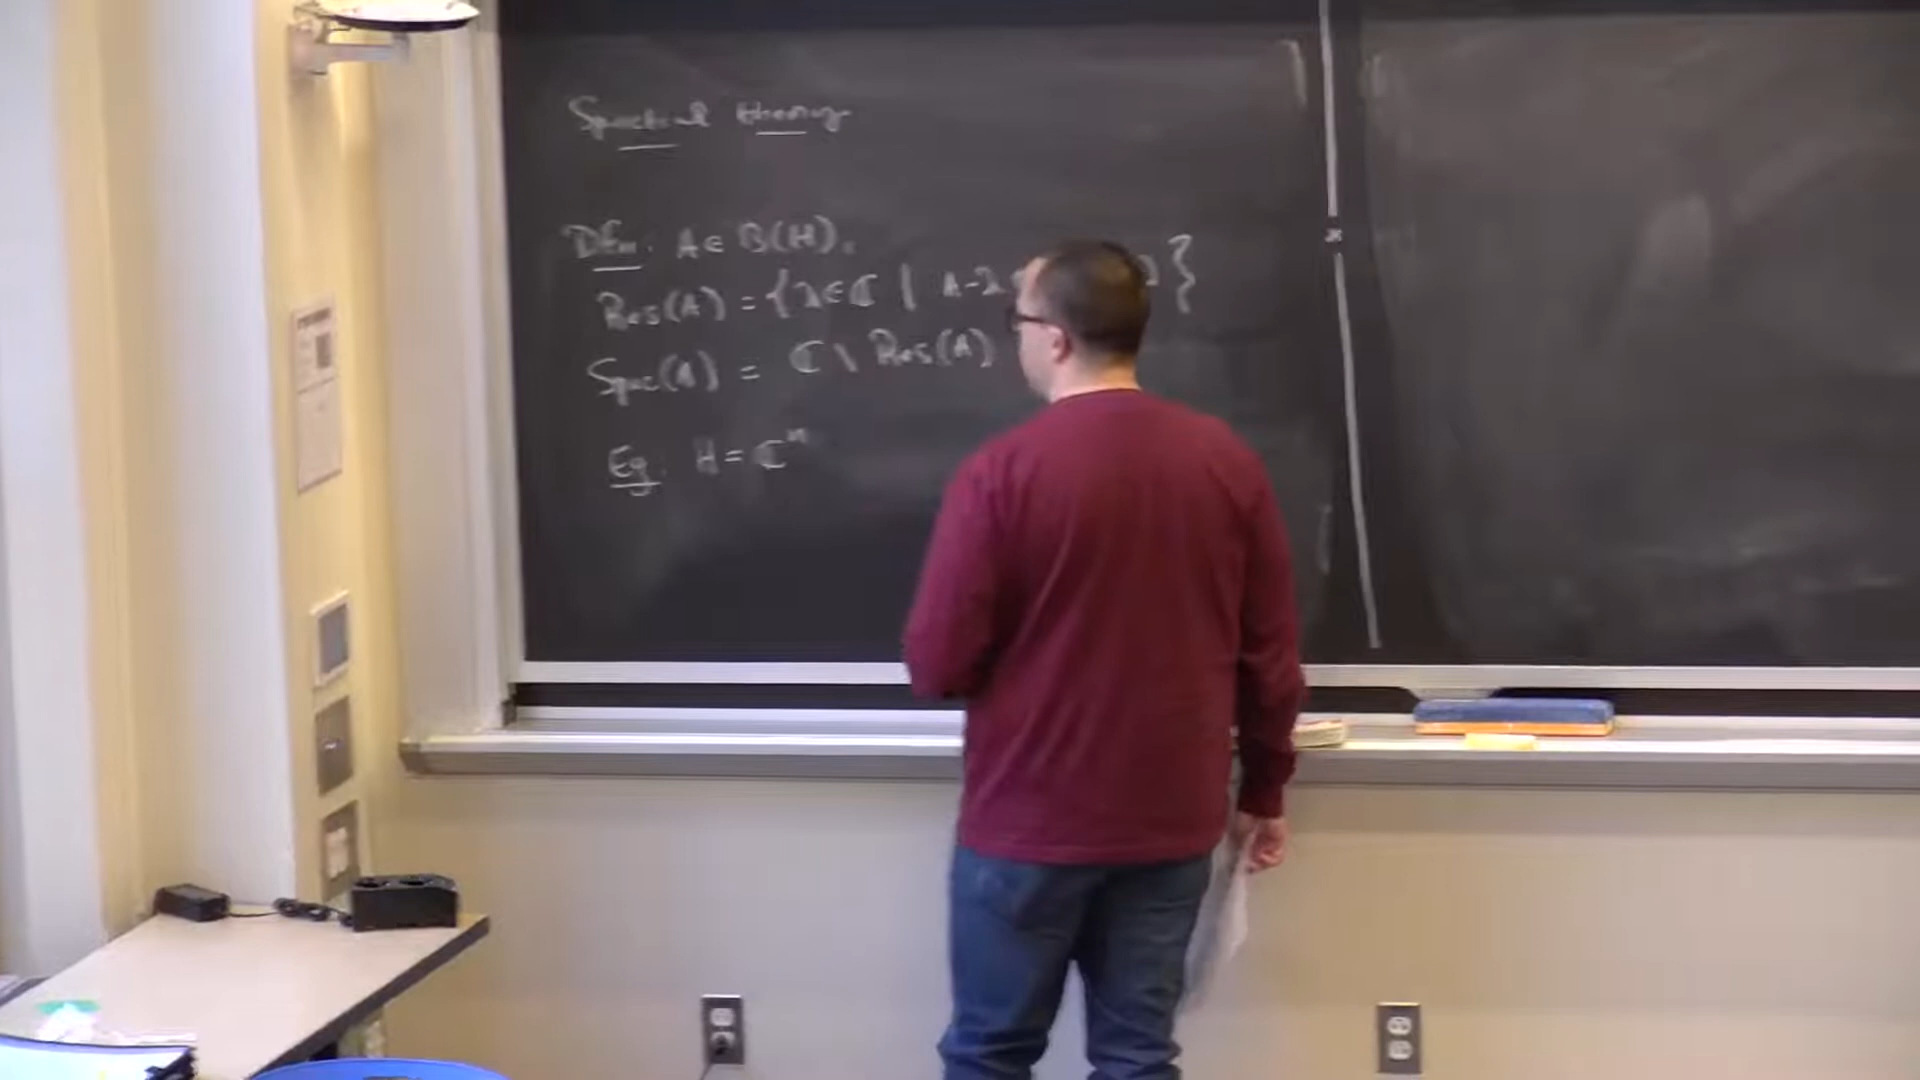 Spectral theory
Dfn. A ∈ B(H).
Res(A) = {λ∈ℂ | A-λ }
Spec(A) = ℂ \ Res(A)
Eg. H = ℂⁿ